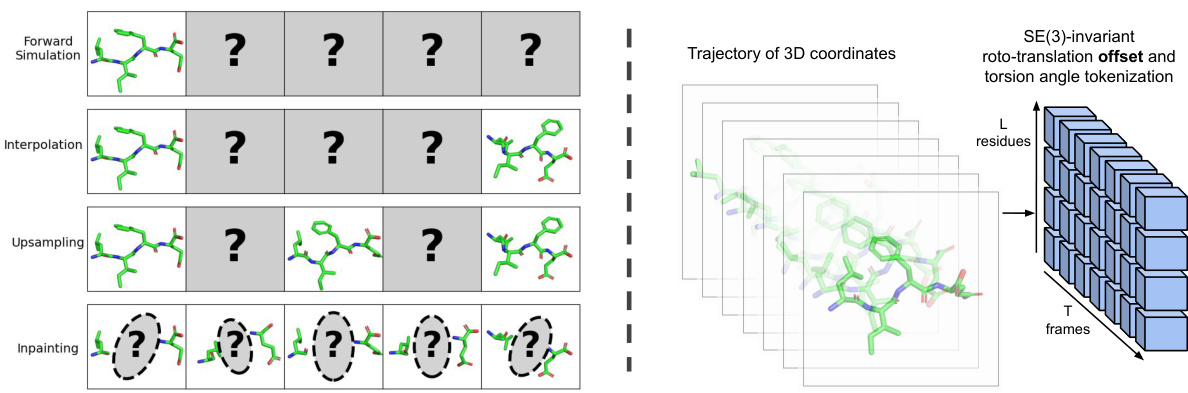 Forward
Simulation
? ? ? ?
Interpolation
? ? ?
Upsampling
? ?
Inpainting
? ? ? ? ?
Trajectory of 3D coordinates
SE(3)-invariant
roto-translation offset and
torsion angle tokenization
L
residues
T
frames